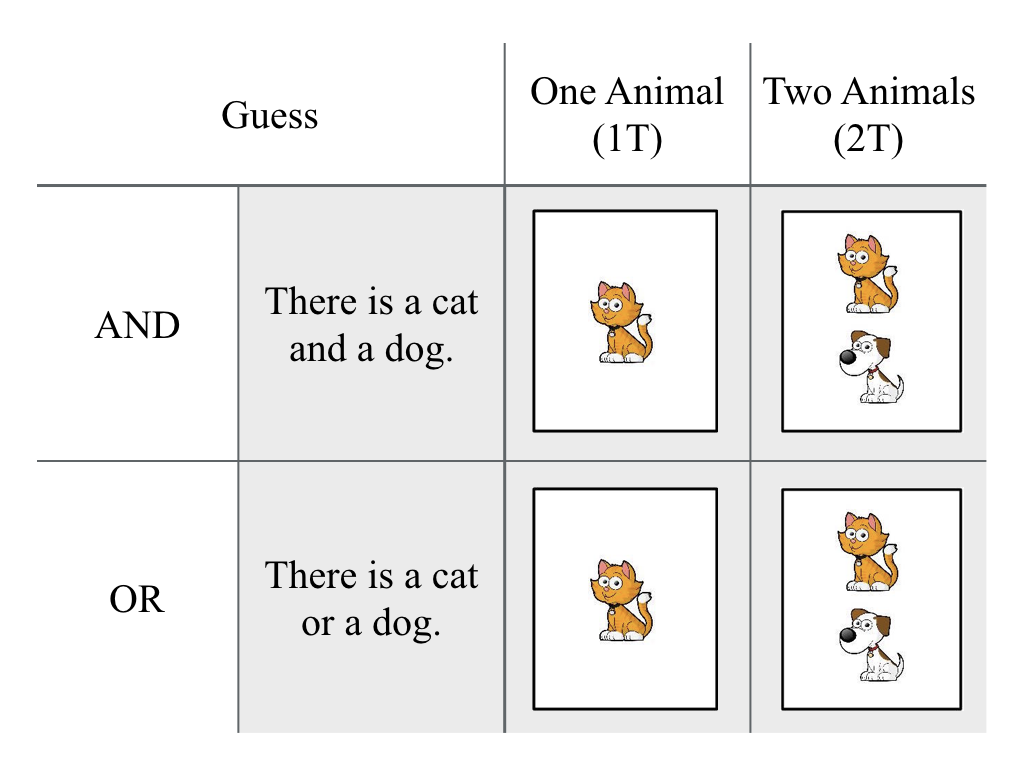 Guess
One Animal
(1T)
Two Animals
(2T)
AND
There is a cat
and a dog.
OR
There is a cat
or a dog.